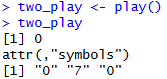 > two_play <- play()
> two_play
[1] 0
attr(,"symbols")
[1] "0" "7" "0"